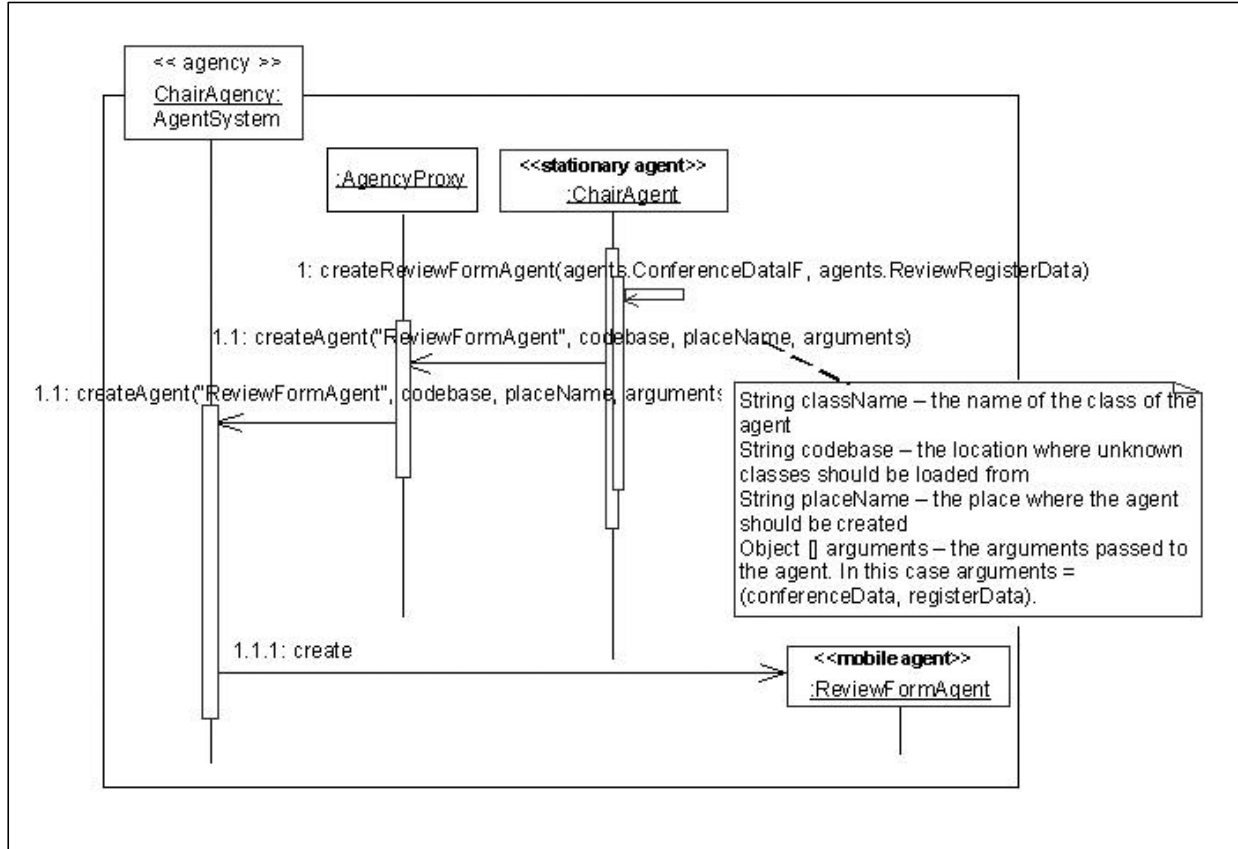 << agency >>
ChairAgency:
AgentSystem
:AgencyProxy
<<stationary agent>>
:ChairAgent
1: createReviewFormAgent(agents.ConferenceDataIF, agents.ReviewRegisterData)
1.1: createAgent("ReviewFormAgent", codebase, placeName, arguments)
1.1: createAgent("ReviewFormAgent", codebase, placeName, arguments
String className – the name of the class of the
agent
String codebase – the location where unknown
classes should be loaded from
String placeName – the place where the agent
should be created
Object [] arguments – the arguments passed to
the agent. In this case arguments =
(conferenceData, registerData).
1.1.1: create
<<mobile agent>>
:ReviewFormAgent